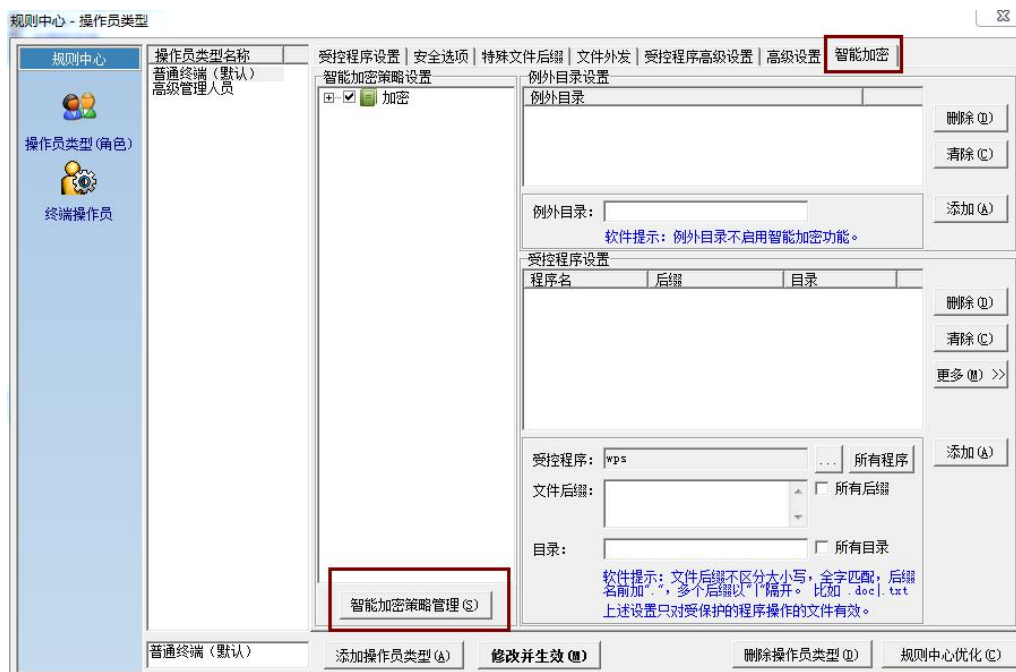 规则中心 - 操作员类型
规则中心
操作员类型(角色)
终端操作员
操作员类型名称
普通终端（默认）
高级管理人员
普通终端（默认）
受控程序设置 安全选项 特殊文件后缀 文件外发 受控程序高级设置 高级设置 智能加密
智能加密策略设置
加密
智能加密策略管理(S)
例外目录设置
例外目录
删除(D)
清除(C)
例外目录：
添加(A)
软件提示：例外目录不启用智能加密功能。
受控程序设置
程序名 后缀 目录
删除(D)
清除(C)
更多(M) >>
受控程序： wps ... 所有程序
添加(A)
文件后缀： 所有后缀
目录： 所有目录
软件提示：文件后缀不区分大小写，全字匹配，后缀
名前加"."，多个后缀以"|"隔开。 比如 .doc|.txt
上述设置只对受保护的程序操作的文件有效。
添加操作员类型(A) 修改并生效(M) 删除操作员类型(D) 规则中心优化(C)